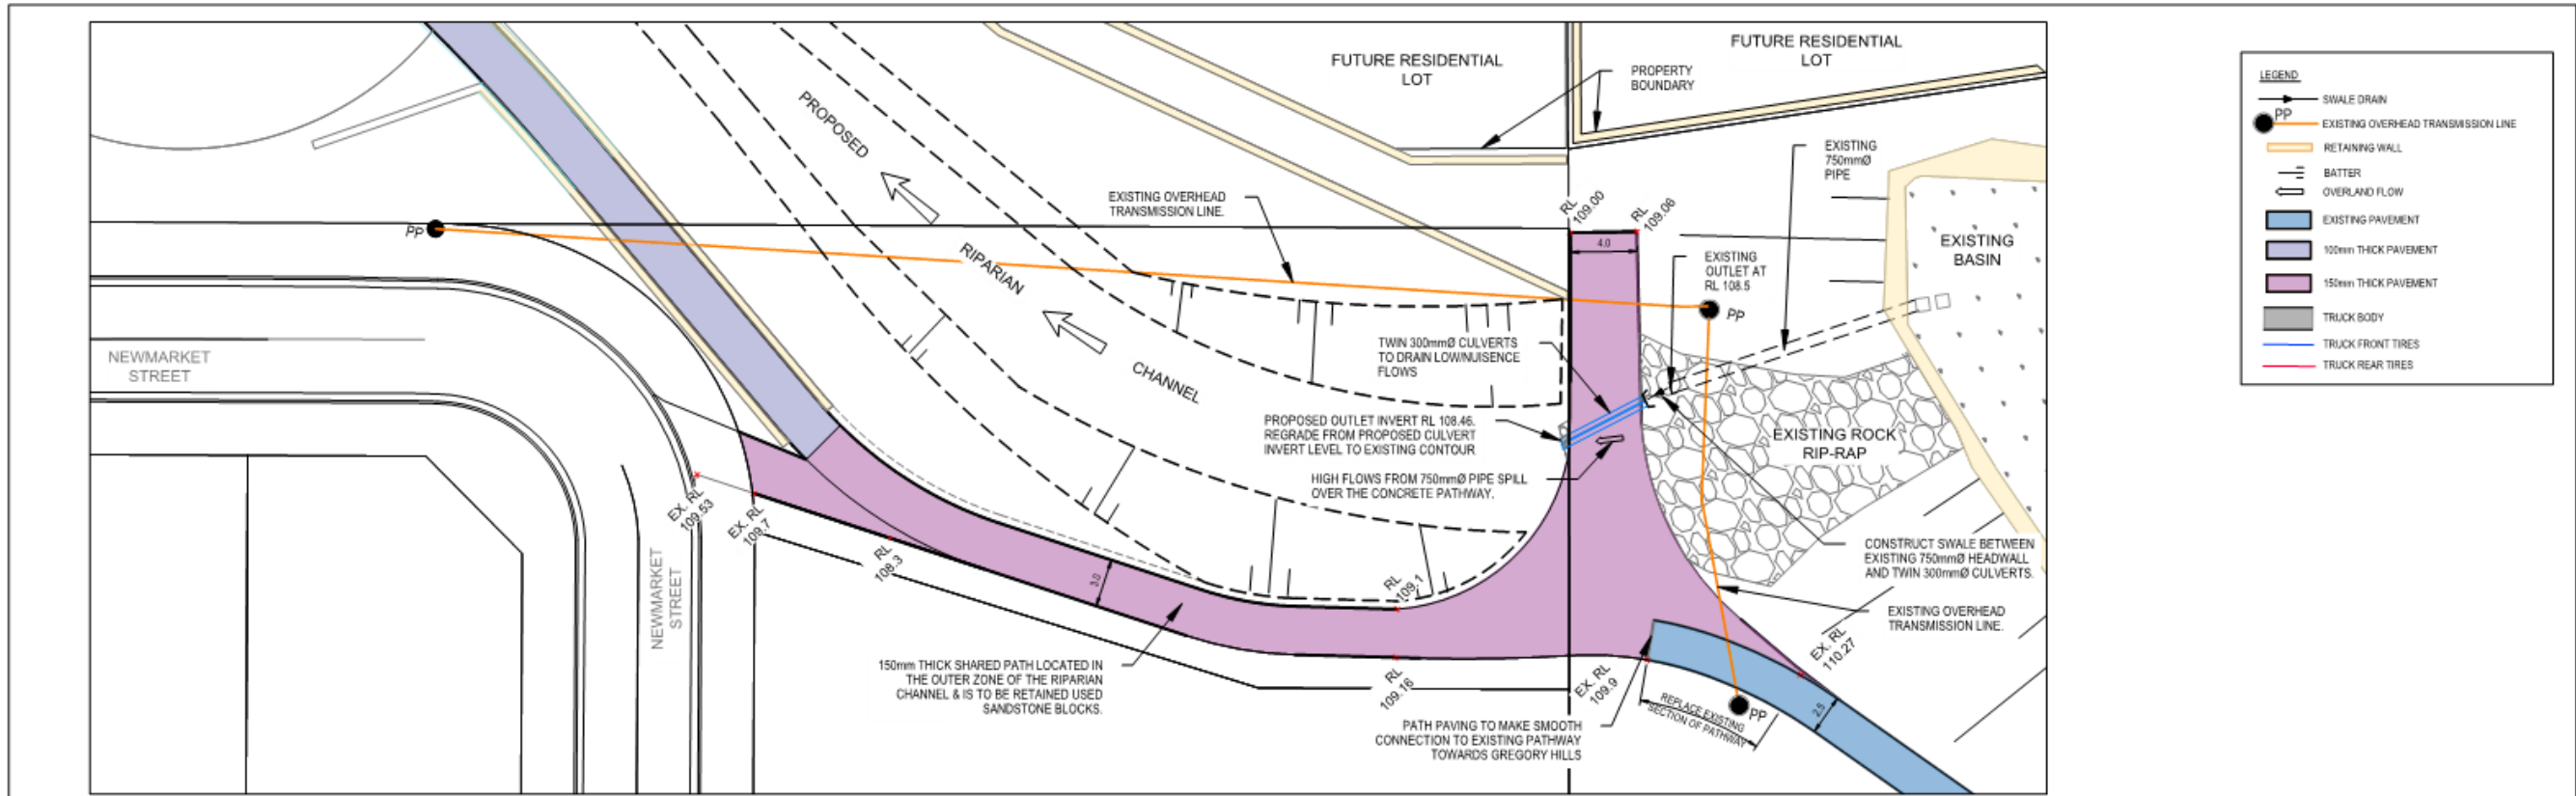 FUTURE RESIDENTIAL
LOT
FUTURE RESIDENTIAL
LOT
PROPERTY
BOUNDARY
PROPOSED
RIPARIAN
CHANNEL
EXISTING OVERHEAD
TRANSMISSION LINE.
EXISTING
750mmØ
PIPE
RL
109.00
RL
109.06
4.0
EXISTING
OUTLET AT
RL 108.5
EXISTING
BASIN
PP
PP
NEWMARKET
STREET
TWIN 300mmØ CULVERTS
TO DRAIN LOW/NUISENCE
FLOWS
PROPOSED OUTLET INVERT RL 108.46.
REGRADE FROM PROPOSED CULVERT
INVERT LEVEL TO EXISTING CONTOUR
HIGH FLOWS FROM 750mmØ PIPE SPILL
OVER THE CONCRETE PATHWAY.
EXISTING ROCK
RIP-RAP
EX. RL
109.53
EX. RL
109.7
RL
108.3
3.0
RL
109.1
CONSTRUCT SWALE BETWEEN
EXISTING 750mmØ HEADWALL
AND TWIN 300mmØ CULVERTS.
EXISTING OVERHEAD
TRANSMISSION LINE.
NEWMARKET
STREET
150mm THICK SHARED PATH LOCATED IN
THE OUTER ZONE OF THE RIPARIAN
CHANNEL & IS TO BE RETAINED USED
SANDSTONE BLOCKS.
RL
109.16
EX. RL
109.9
EX. RL
110.27
REPLACE EXISTING
SECTION OF PATHWAY
PP
2.5
PATH PAVING TO MAKE SMOOTH
CONNECTION TO EXISTING PATHWAY
TOWARDS GREGORY HILLS
LEGEND
SWALE DRAIN
PP
EXISTING OVERHEAD TRANSMISSION LINE
RETAINING WALL
BATTER
OVERLAND FLOW
EXISTING PAVEMENT
100mm THICK PAVEMENT
150mm THICK PAVEMENT
TRUCK BODY
TRUCK FRONT TIRES
TRUCK REAR TIRES